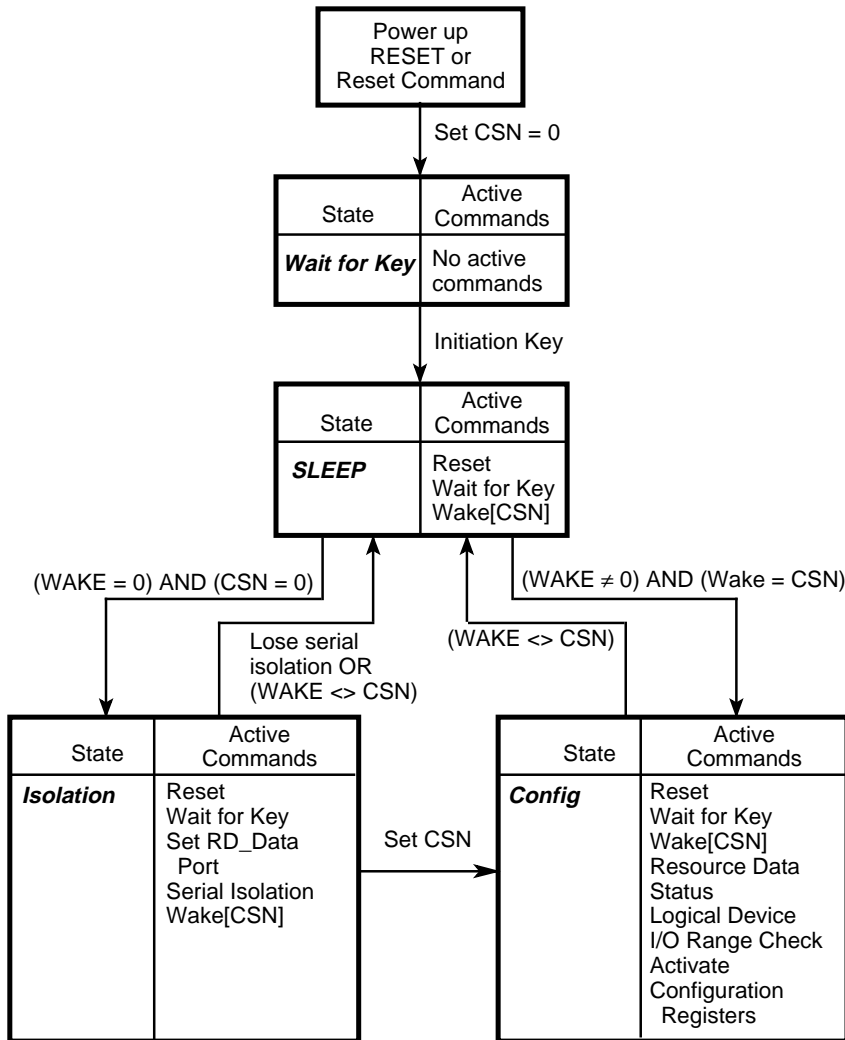 Power up
RESET or
Reset Command
Set CSN = 0
State
Active
Commands
Wait for Key
No active
commands
Initiation Key
State
Active
Commands
SLEEP
Reset
Wait for Key
Wake[CSN]
(WAKE = 0) AND (CSN = 0)
(WAKE ≠ 0) AND (Wake = CSN)
Lose serial
isolation OR
(WAKE <> CSN)
(WAKE <> CSN)
State
Active
Commands
Isolation
Reset
Wait for Key
Set RD_Data
Port
Serial Isolation
Wake[CSN]
Set CSN
State
Active
Commands
Config
Reset
Wait for Key
Wake[CSN]
Resource Data
Status
Logical Device
I/O Range Check
Activate
Configuration
Registers